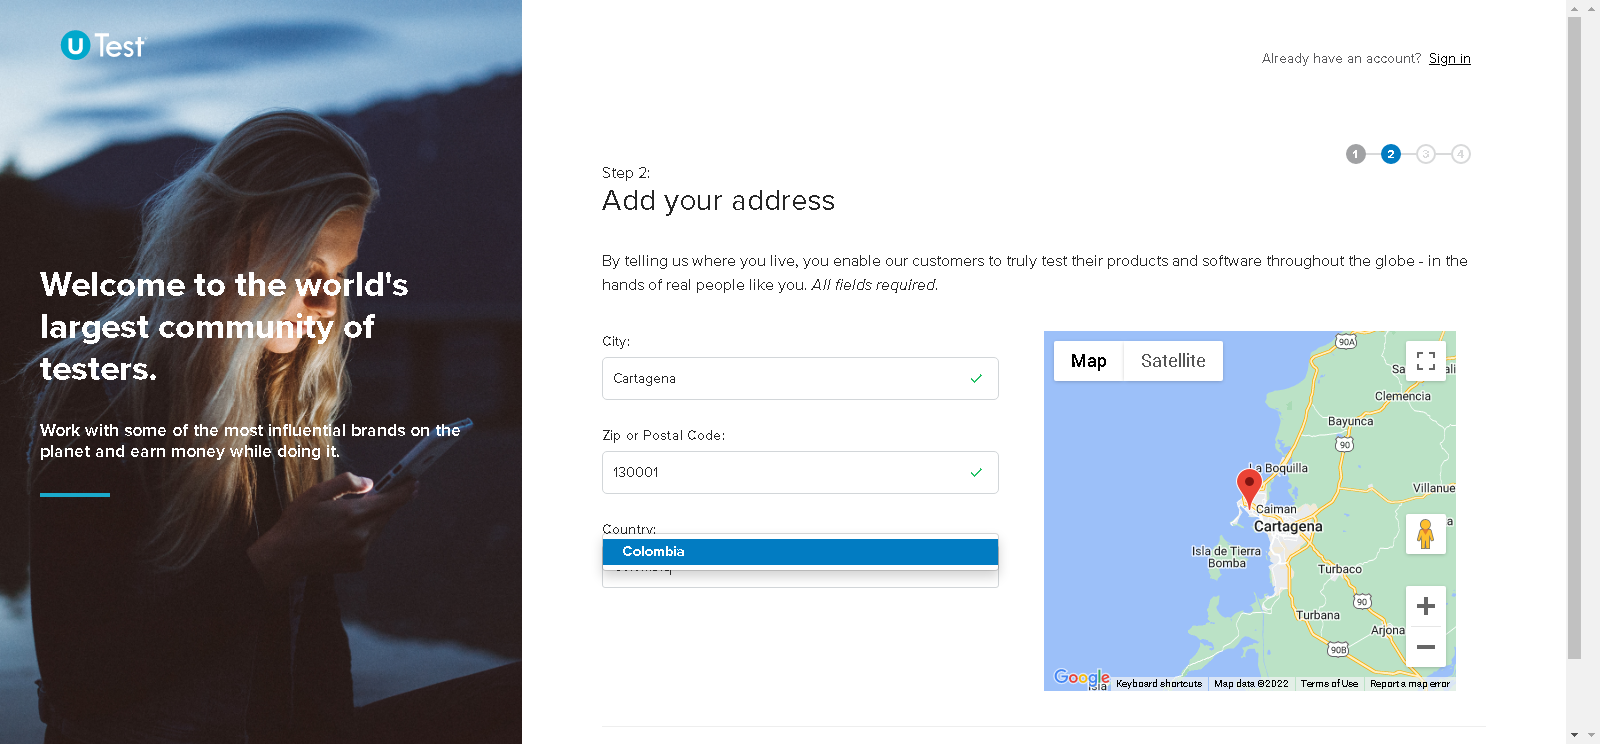 U Test
Already have an account? Sign in
1 2 3 4
Step 2:
Add your address
By telling us where you live, you enable our customers to truly test their products and software throughout the globe - in the
hands of real people like you. All fields required.
Welcome to the world's
largest community of
testers.
Work with some of the most influential brands on the
planet and earn money while doing it.
City:
Cartagena
Zip or Postal Code:
130001
Country:
Colombia
Map
Satellite
90A
Clemencia
Bayunca
90
La Boquilla
Villanue
Caiman
Cartagena
Isla de Tierra
Bomba
Turbaco
90
Turbana
Arjona
90B
Google
Isla
Keyboard shortcuts
Map data ©2022
Terms of Use
Report a map error